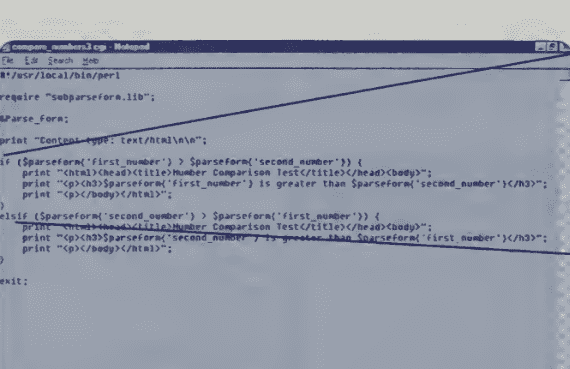 compare_numbers3.cgi - Notepad
File Edit Search Help
#!/usr/local/bin/perl
require "subparseform.lib";
&Parse_Form;
print "Content-type: text/html\n\n";
if ($parseform{'first_number'} > $parseform{'second_number'}) {
print "<html><head><title>Number Comparison Test</title></head><body>";
print "<p><h3>$parseform{'first_number'} is greater than $parseform{'second_number'}</h3>";
print "<p></body></html>";
}
elsif ($parseform{'second_number'} > $parseform{'first_number'}) {
print "<html><head><title>Number Comparison Test</title></head><body>";
print "<p><h3>$parseform{'second_number'} is greater than $parseform{'first_number'}</h3>";
print "<p></body></html>";
}
exit;